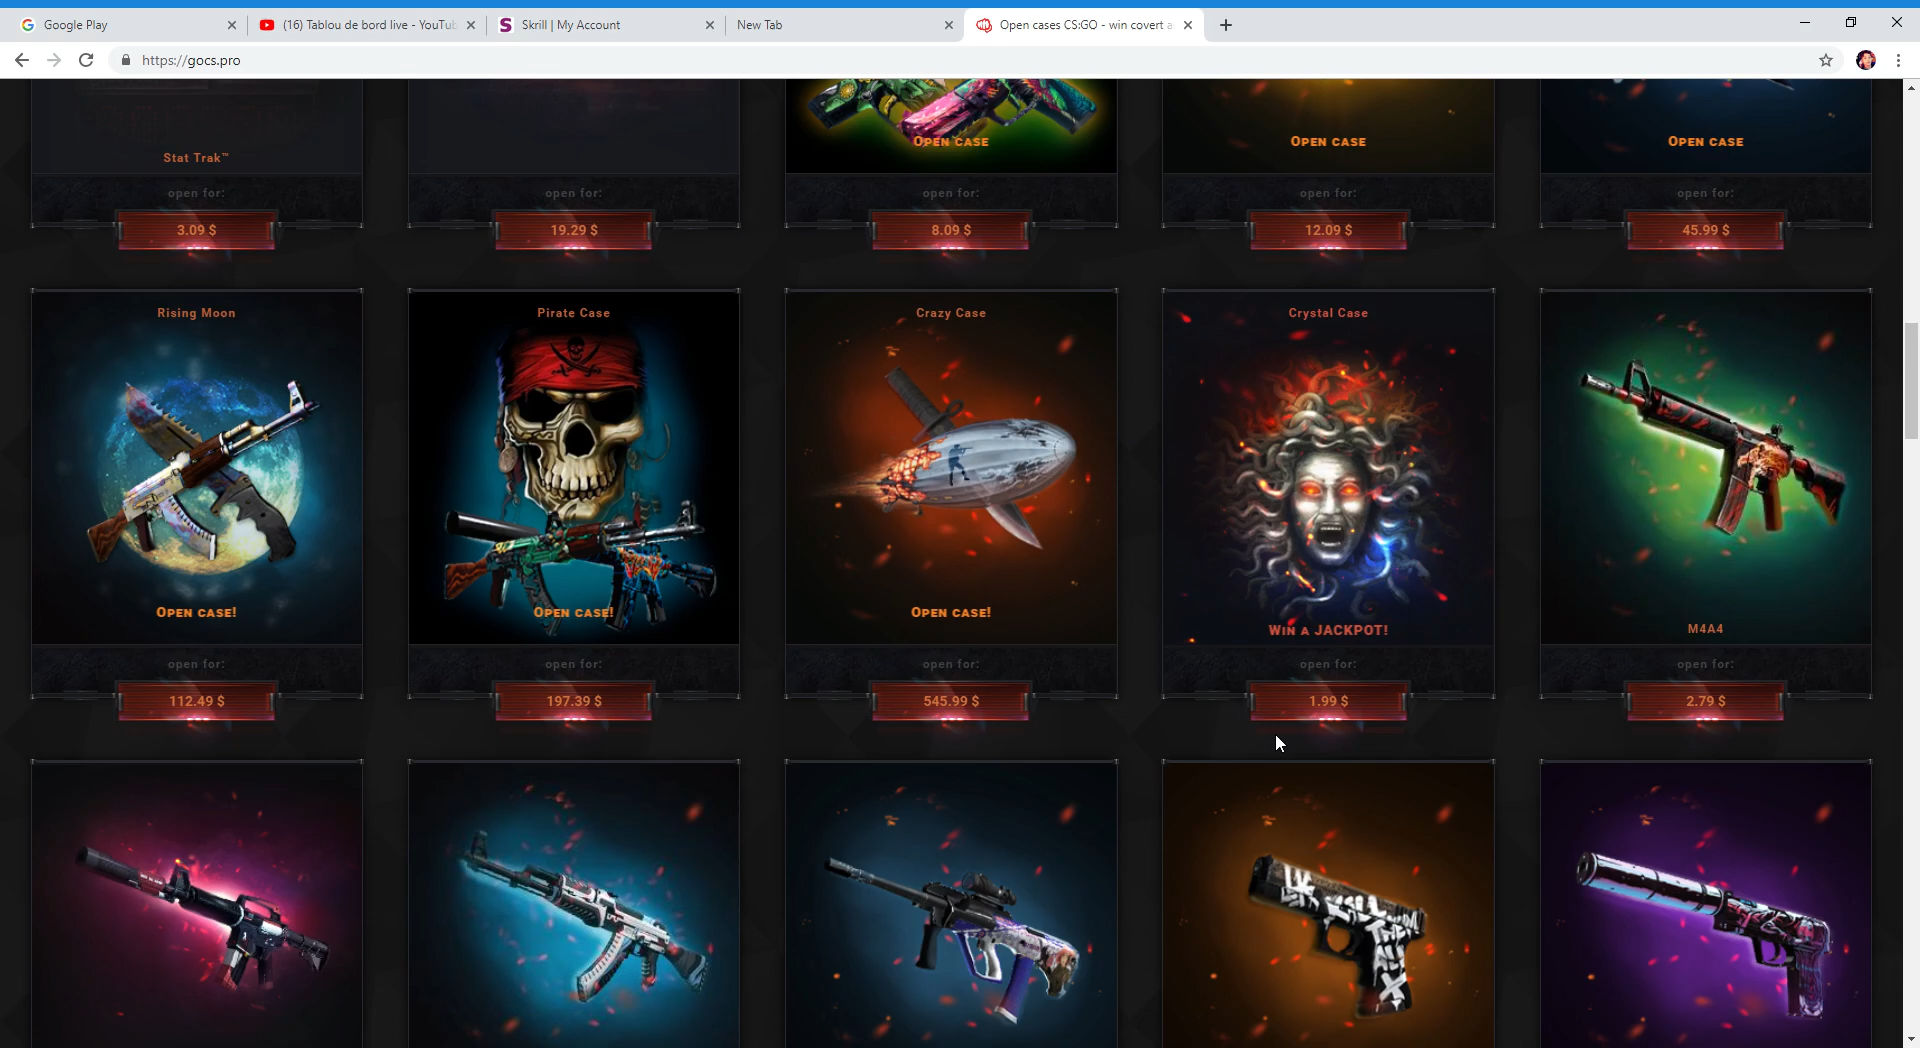 Google Play
(16) Tablou de bord live - YouTub
Skrill | My Account
New Tab
Open cases CS:GO - win covert a
https://gocs.pro
Stat Trak™
OPEN CASE
OPEN CASE
OPEN CASE
open for:
open for:
open for:
open for:
open for:
3.09 $
19.29 $
8.09 $
12.09 $
45.99 $
Rising Moon
Pirate Case
Crazy Case
Crystal Case
OPEN CASE!
OPEN CASE!
OPEN CASE!
WIN A JACKPOT!
M4A4
open for:
open for:
open for:
open for:
open for:
112.49 $
197.39 $
545.99 $
1.99 $
2.79 $